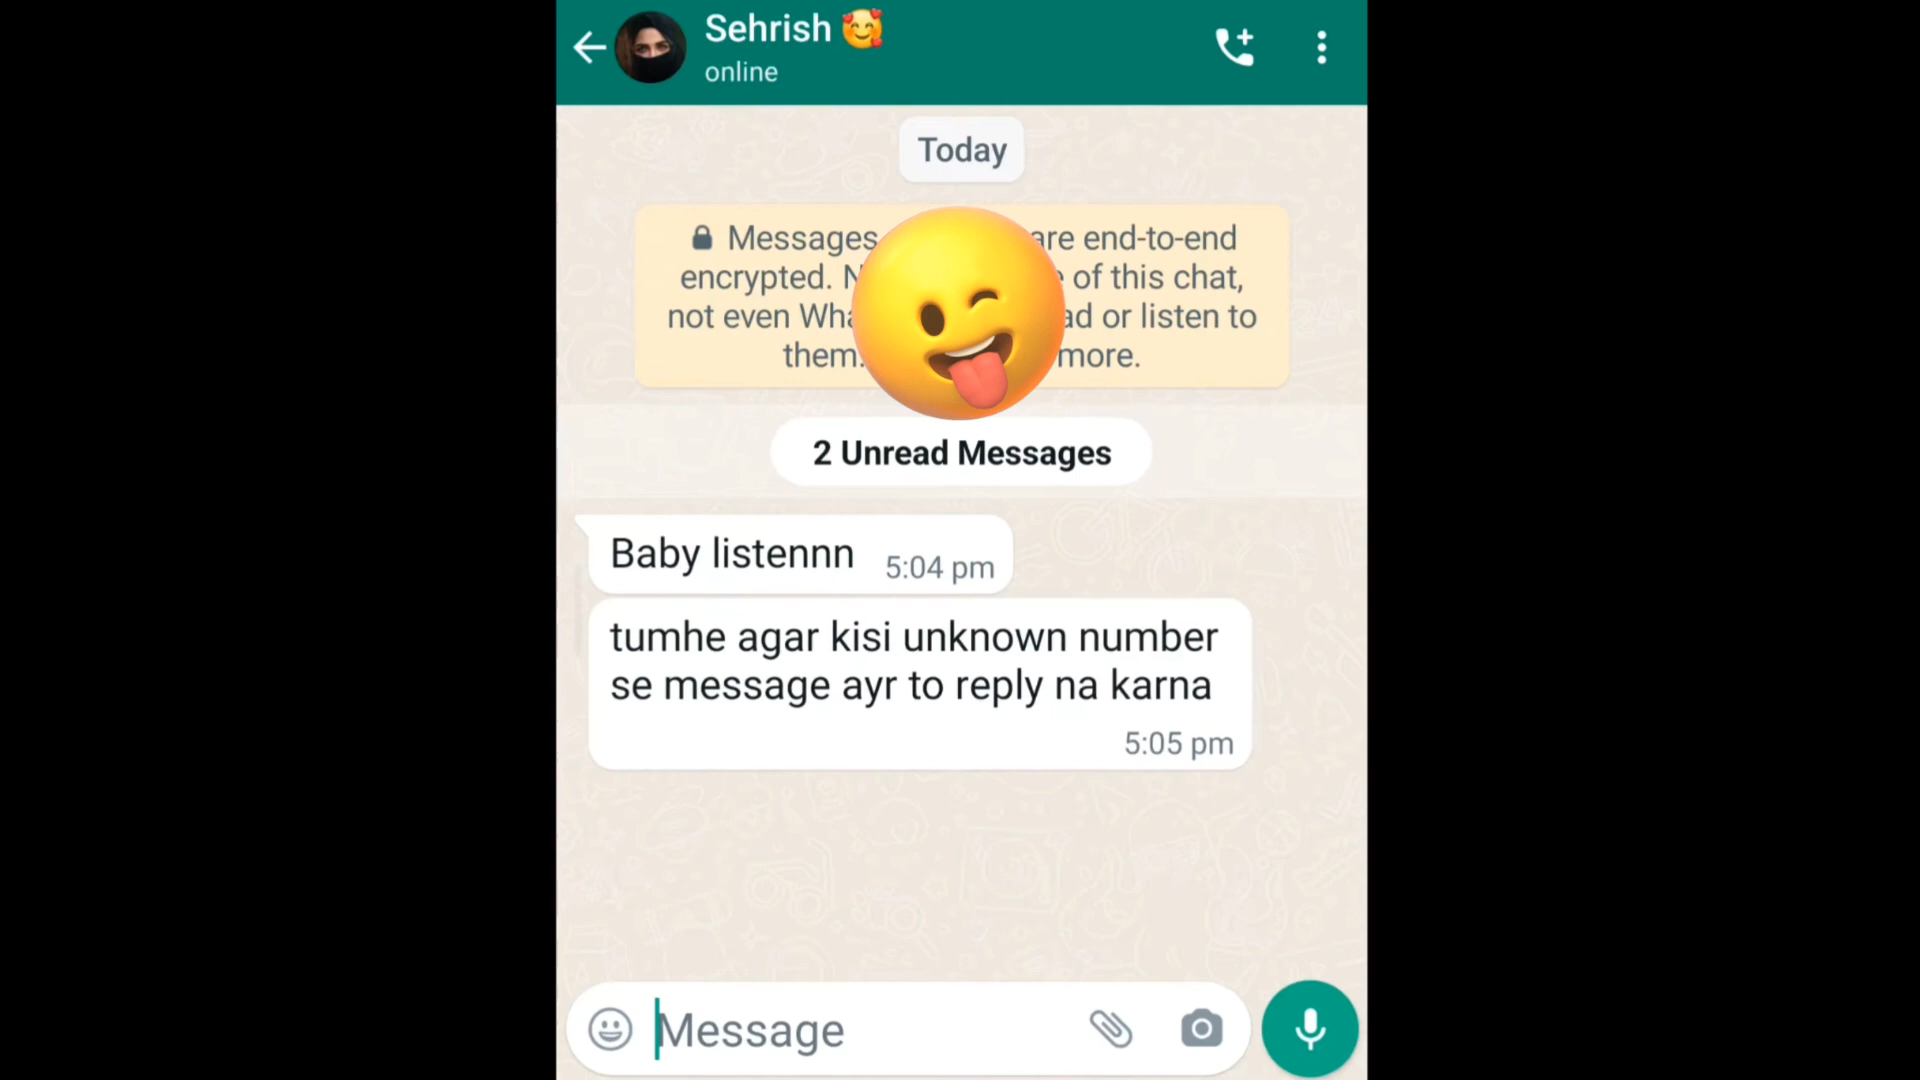 Sehrish 🥰
online
Today
Messages are end-to-end
encrypted. of this chat,
not even or listen to
them. more.
2 Unread Messages
Baby listennn 5:04 pm
tumhe agar kisi unknown number
se message ayr to reply na karna
5:05 pm
Message